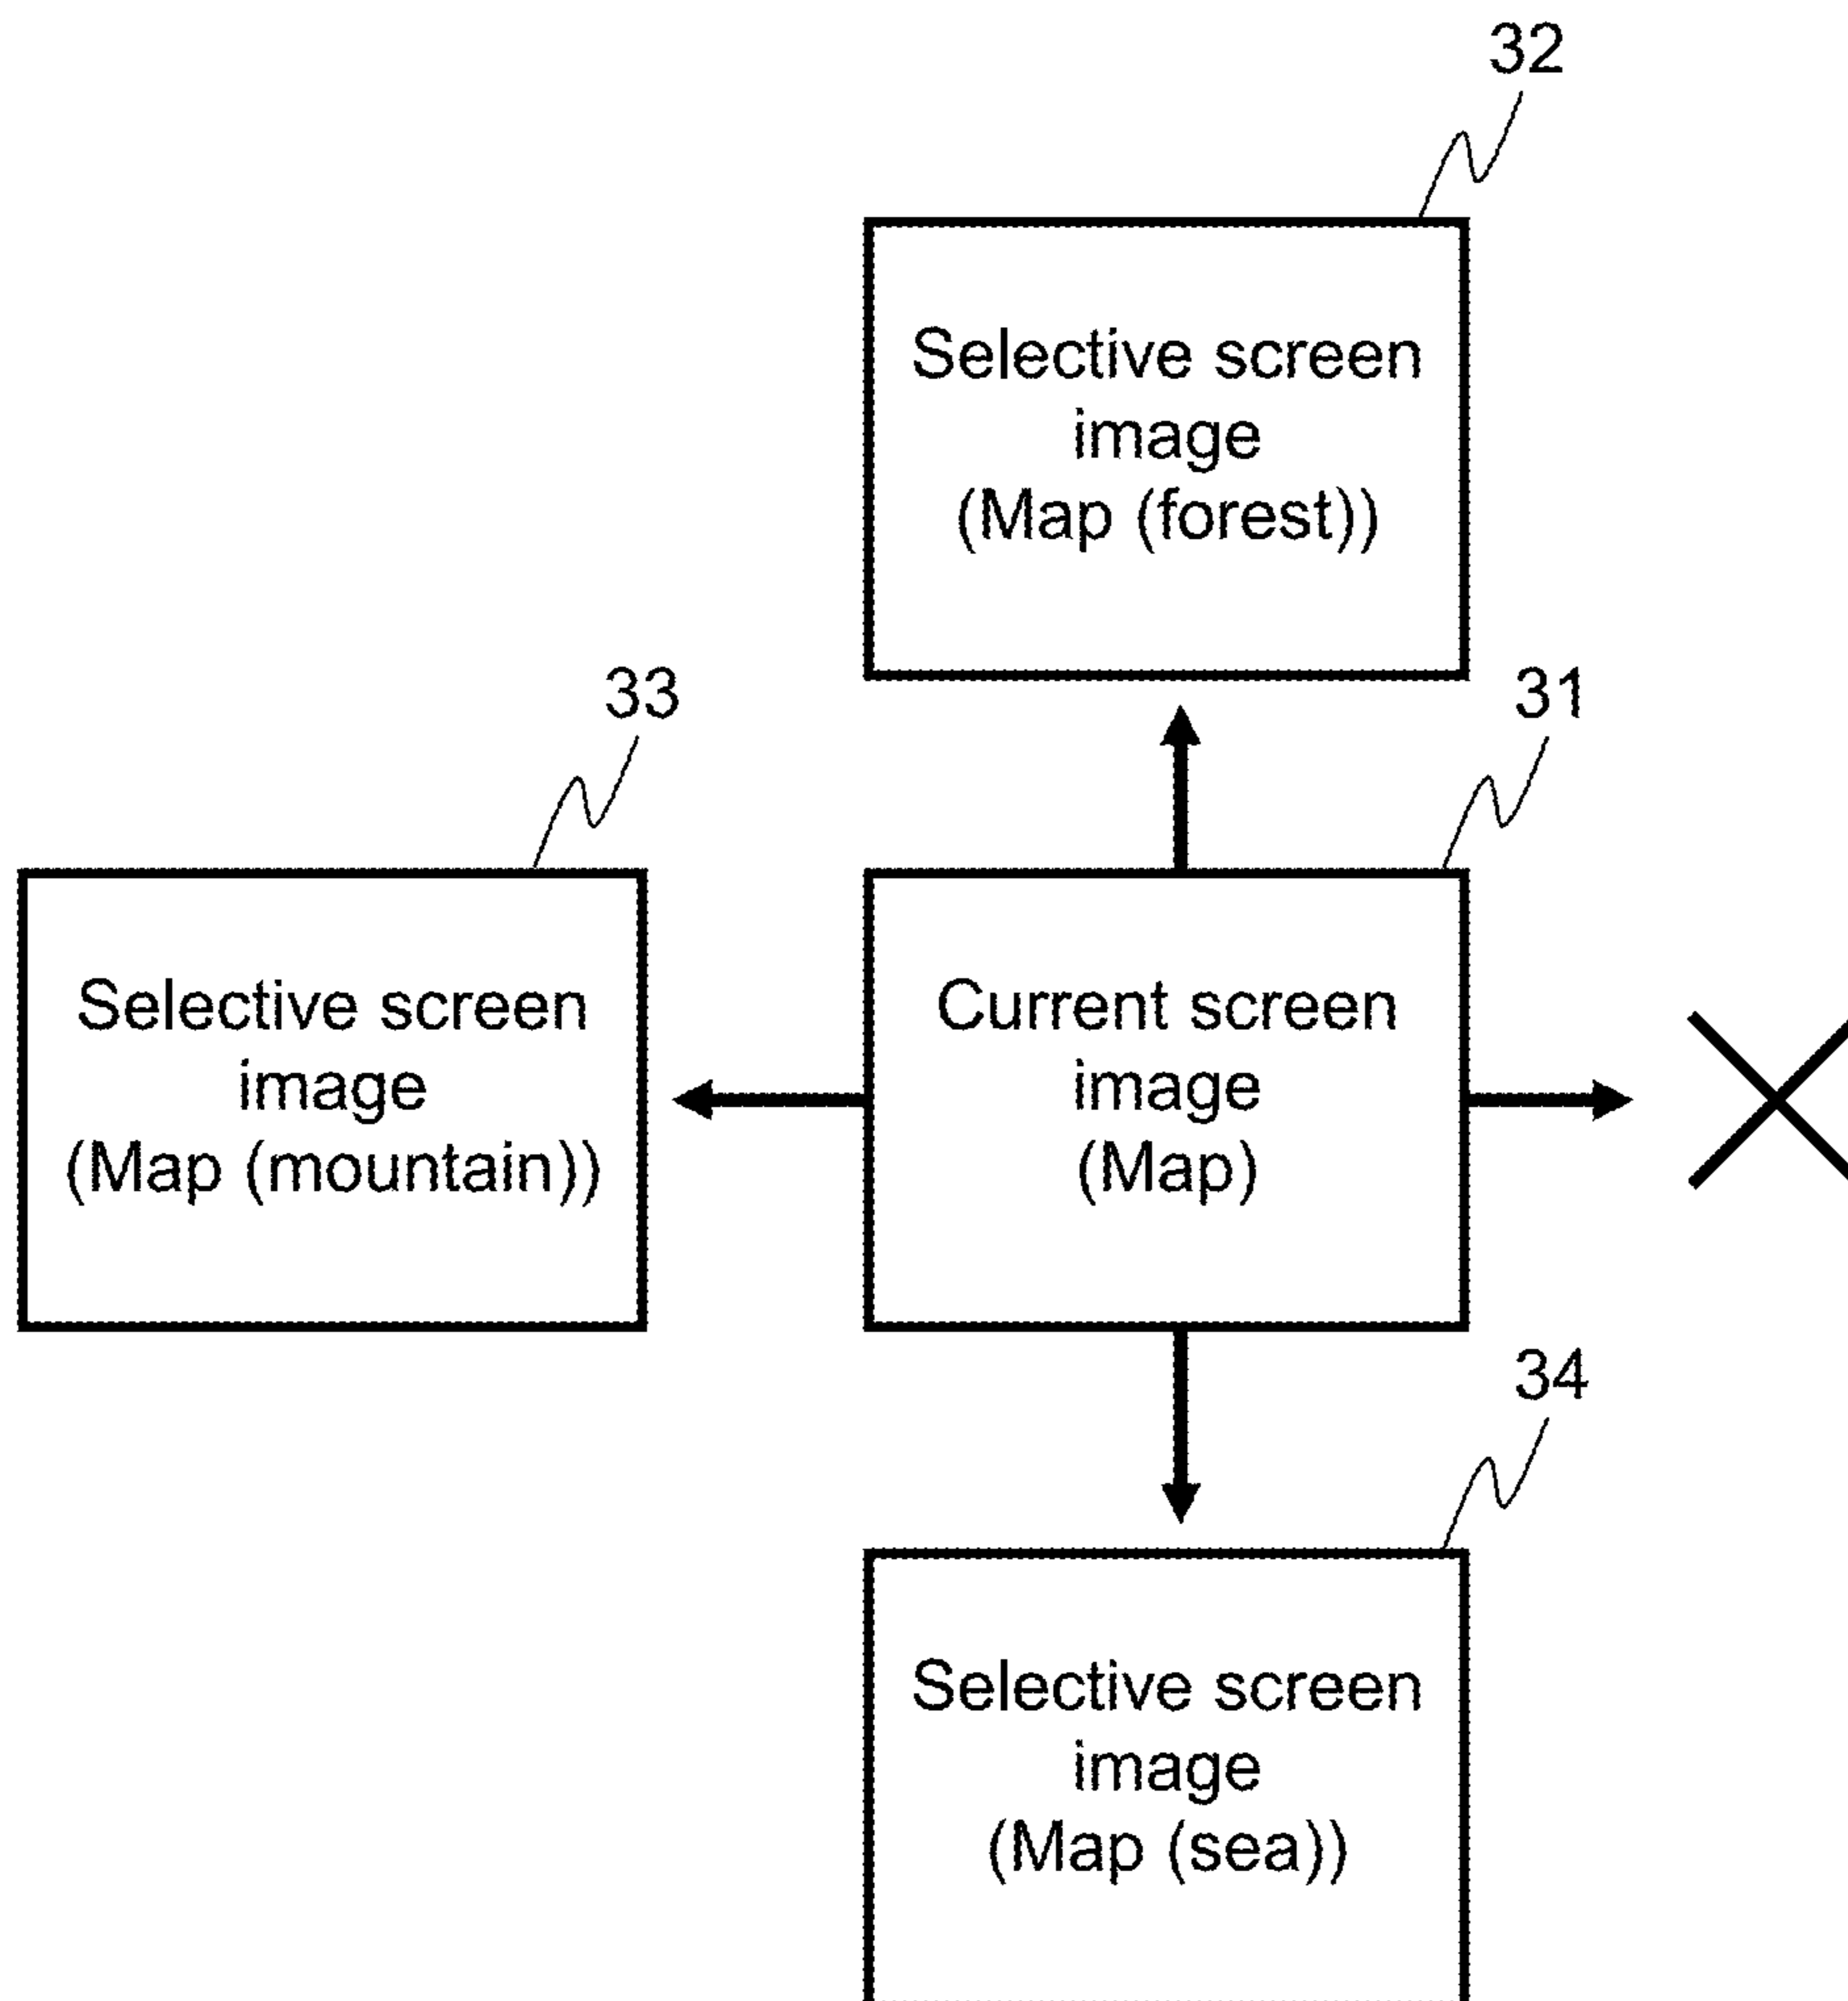 32
Selective screen
image
(Map (forest))
33
31
Selective screen
image
(Map (mountain))
Current screen
image
(Map)
34
Selective screen
image
(Map (sea))